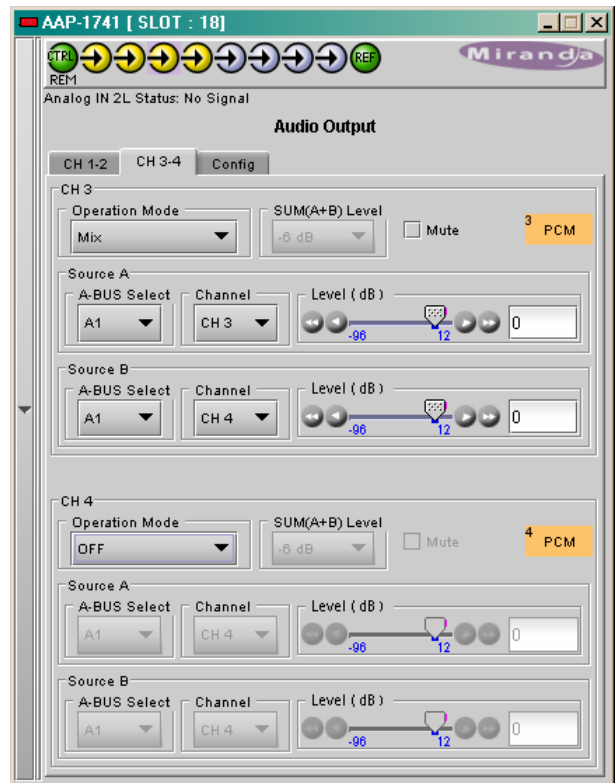 AAP-1741 [ SLOT : 18]
CTRL REF Miranda
REM
Analog IN 2L Status: No Signal
Audio Output
CH 1-2 CH 3-4 Config
CH 3
Operation Mode SUM(A+B) Level
Mix -6 dB Mute 3 PCM
Source A
A-BUS Select Channel Level ( dB )
A1 CH 3 0
-96 12
Source B
A-BUS Select Channel Level ( dB )
A1 CH 4 0
-96 12
CH 4
Operation Mode SUM(A+B) Level
OFF -6 dB Mute 4 PCM
Source A
A-BUS Select Channel Level ( dB )
A1 CH 4 0
-96 12
Source B
A-BUS Select Channel Level ( dB )
A1 CH 4 0
-96 12